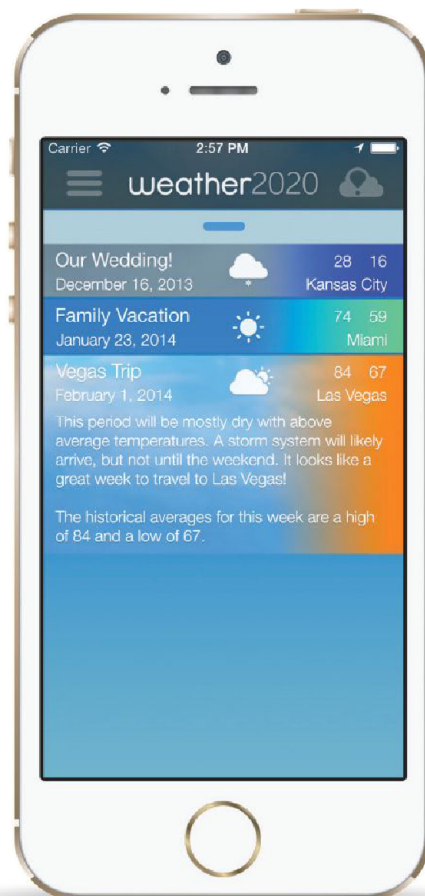 Carrier 2:57 PM
weather2020
Our Wedding! 28 16
December 16, 2013 Kansas City
Family Vacation 74 59
January 23, 2014 Miami
Vegas Trip 84 67
February 1, 2014 Las Vegas
This period will be mostly dry with above
average temperatures. A storm system will likely
arrive, but not until the weekend. It looks like a
great week to travel to Las Vegas!
The historical averages for this week are a high
of 84 and a low of 67.